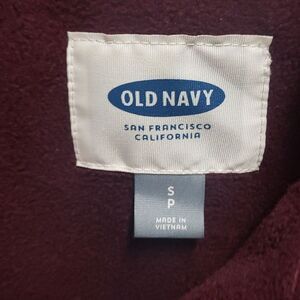 OLD NAVY
SAN FRANCISCO
CALIFORNIA
S
P
MADE IN
VIETNAM